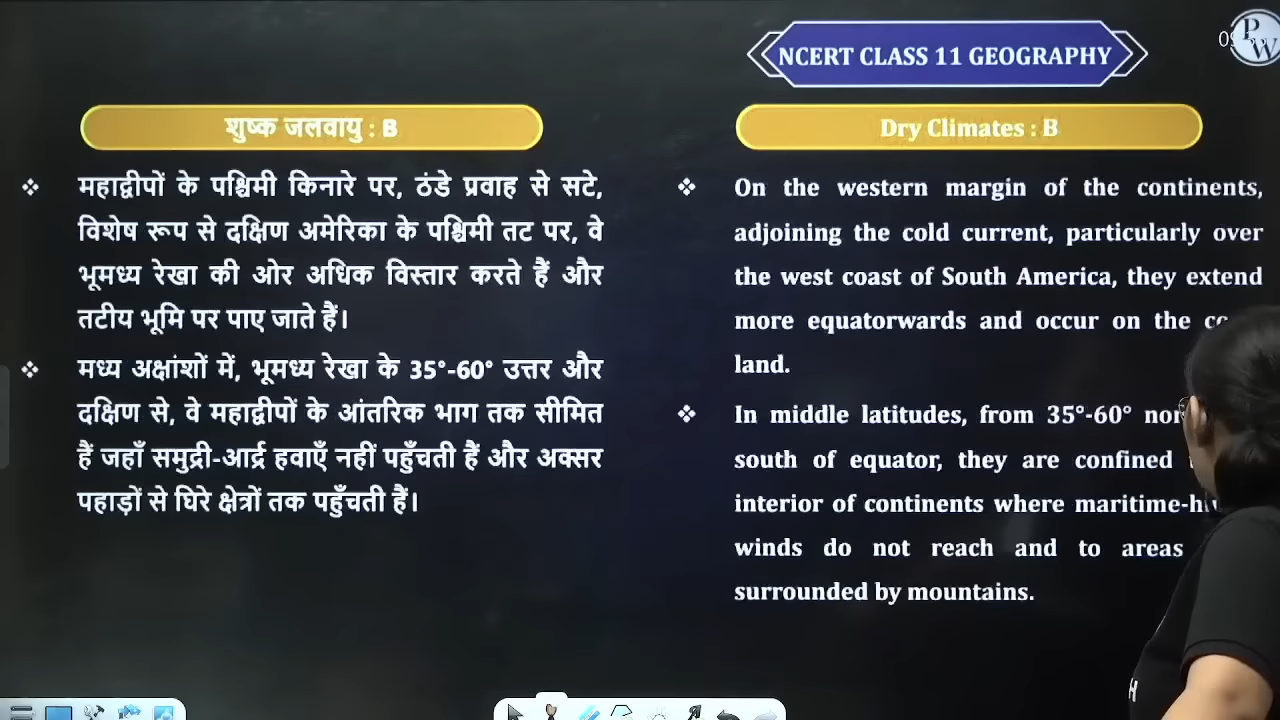 NCERT CLASS 11 GEOGRAPHY
PW
शुष्क जलवायु : B
महाद्वीपों के पश्चिमी किनारे पर, ठंडे प्रवाह से सटे,
विशेष रूप से दक्षिण अमेरिका के पश्चिमी तट पर, वे
भूमध्य रेखा की ओर अधिक विस्तार करते हैं और
तटीय भूमि पर पाए जाते हैं।
मध्य अक्षांशों में, भूमध्य रेखा के 35°-60° उत्तर और
दक्षिण से, वे महाद्वीपों के आंतरिक भाग तक सीमित
हैं जहाँ समुद्री-आर्द्र हवाएँ नहीं पहुँचती हैं और अक्सर
पहाड़ों से घिरे क्षेत्रों तक पहुँचती हैं।
Dry Climates : B
On the western margin of the continents,
adjoining the cold current, particularly over
the west coast of South America, they extend
more equatorwards and occur on the
land.
In middle latitudes, from 35°-60°
south of equator, they are confined
interior of continents where
winds do not reach and to areas
surrounded by mountains.